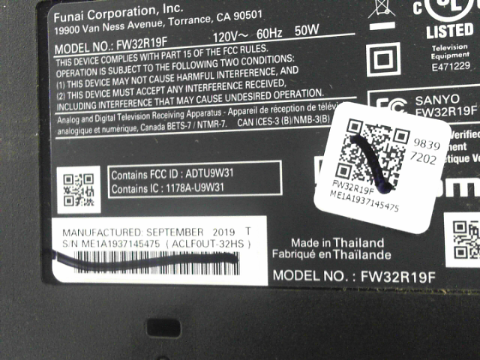 Funai Corporation, Inc.
19900 Van Ness Avenue, Torrance, CA 90501
MODEL NO.: FW32R19F 120V~ 60Hz 50W
THIS DEVICE COMPLIES WITH PART 15 OF THE FCC RULES.
OPERATION IS SUBJECT TO THE FOLLOWING TWO CONDITIONS:
(1) THIS DEVICE MAY NOT CAUSE HARMFUL INTERFERENCE, AND
(2) THIS DEVICE MUST ACCEPT ANY INTERFERENCE RECEIVED,
INCLUDING INTERFERENCE THAT MAY CAUSE UNDESIRED OPERATION.
Analog and Digital Television Receiving Apparatus - Appareil de réception de
analogique et numérique, Canada BETS-7 / NTMR-7. CAN ICES-3 (B)/NMB-3(B)
c UL US
LISTED
Television
Equipment
E471229
FC SANYO
FW32R19F
Verified
9839
7202
FW32R19F
ME1A1937145475
Contains FCC ID : ADTU9W31
Contains IC : 1178A-U9W31
MANUFACTURED: SEPTEMBER 2019 T
S/N ME1A1937145475 ( ACLF0UT-32HS )
Made in Thailand
Fabriqué en Thaïlande
MODEL NO. : FW32R19F